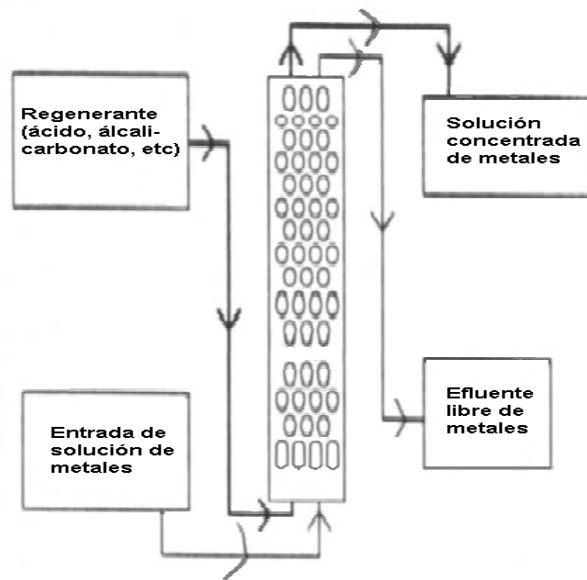 Regenerante
(ácido, álcali-
carbonato, etc)
Solución
concentrada
de metales
Entrada de
solución de
metales
Efluente
libre de
metales